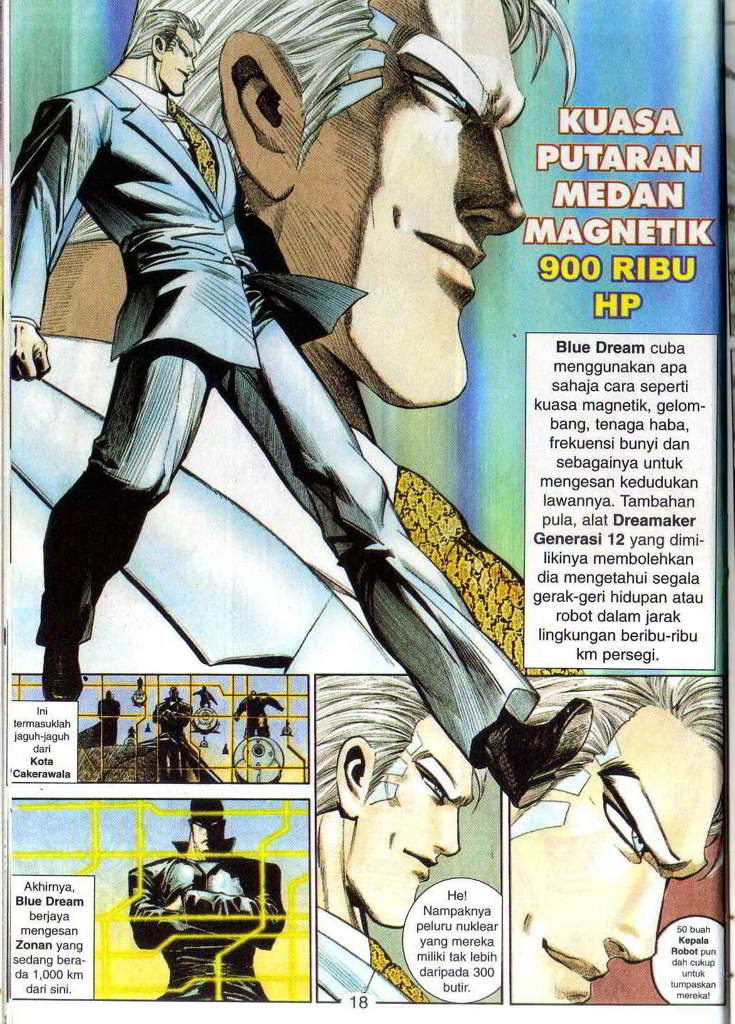 KUASA
PUTARAN
MEDAN
MAGNETIK
900 RIBU
HP
Blue Dream cuba
menggunakan apa
sahaja cara seperti
kuasa magnetik, gelom-
bang, tenaga haba,
frekuensi bunyi dan
sebagainya untuk
mengesan kedudukan
lawannya. Tambahan
pula, alat Dreamaker
Generasi 12 yang dimi-
likinya membolehkan
dia mengetahui segala
gerak-geri hidupan atau
robot dalam jarak
lingkungan beribu-ribu
km persegi.
Ini
termasuklah
jaguh-jaguh
dari
Kota
Cakerawala
Akhirnya,
Blue Dream
berjaya
mengesan
Zonan yang
sedang bera-
da 1,000 km
dari sini.
He!
Nampaknya
peluru nuklear
yang mereka
miliki tak lebih
daripada 300
butir.
50 buah
Kepala
Robot pun
dah cukup
untuk
tumpaskan
mereka!
18